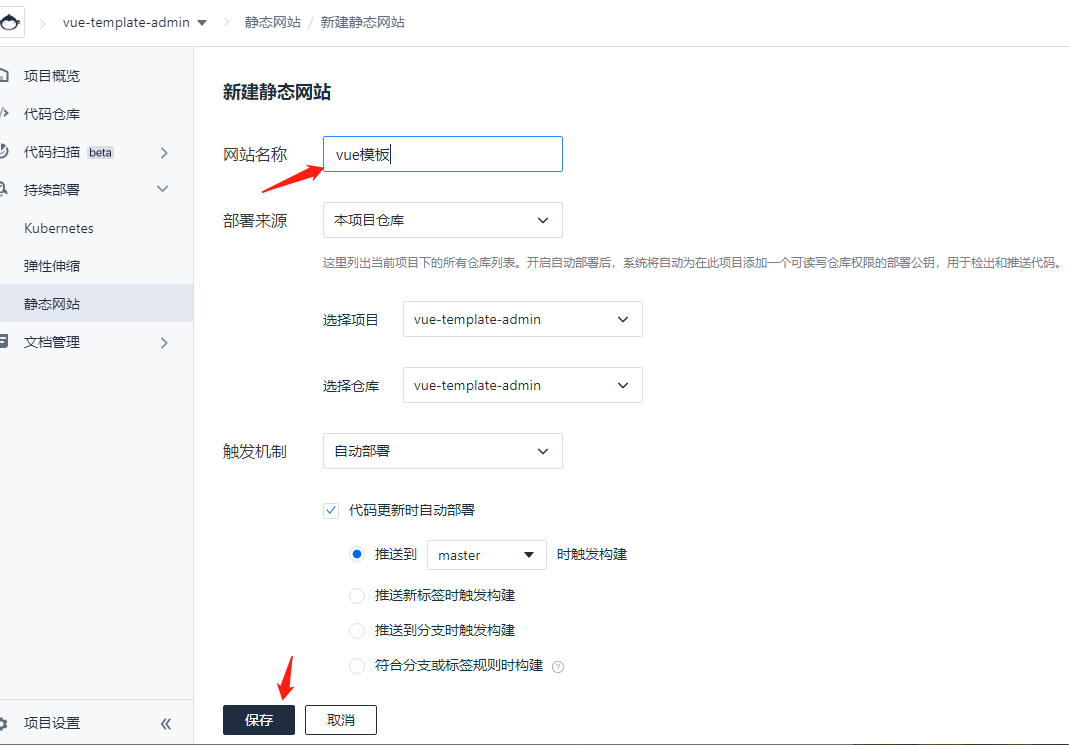 vue-template-admin 静态网站 / 新建静态网站
项目概览
代码仓库
代码扫描 beta
持续部署
Kubernetes
弹性伸缩
静态网站
文档管理
项目设置
新建静态网站
网站名称 vue模板
部署来源 本项目仓库
这里列出当前项目下的所有仓库列表。开启自动部署后，系统将自动为在此项目添加一个可读写仓库权限的部署公钥，用于检出和推送代码。
选择项目 vue-template-admin
选择仓库 vue-template-admin
触发机制 自动部署
代码更新时自动部署
推送到 master 时触发构建
推送新标签时触发构建
推送到分支时触发构建
符合分支或标签规则时构建 ?
保存 取消